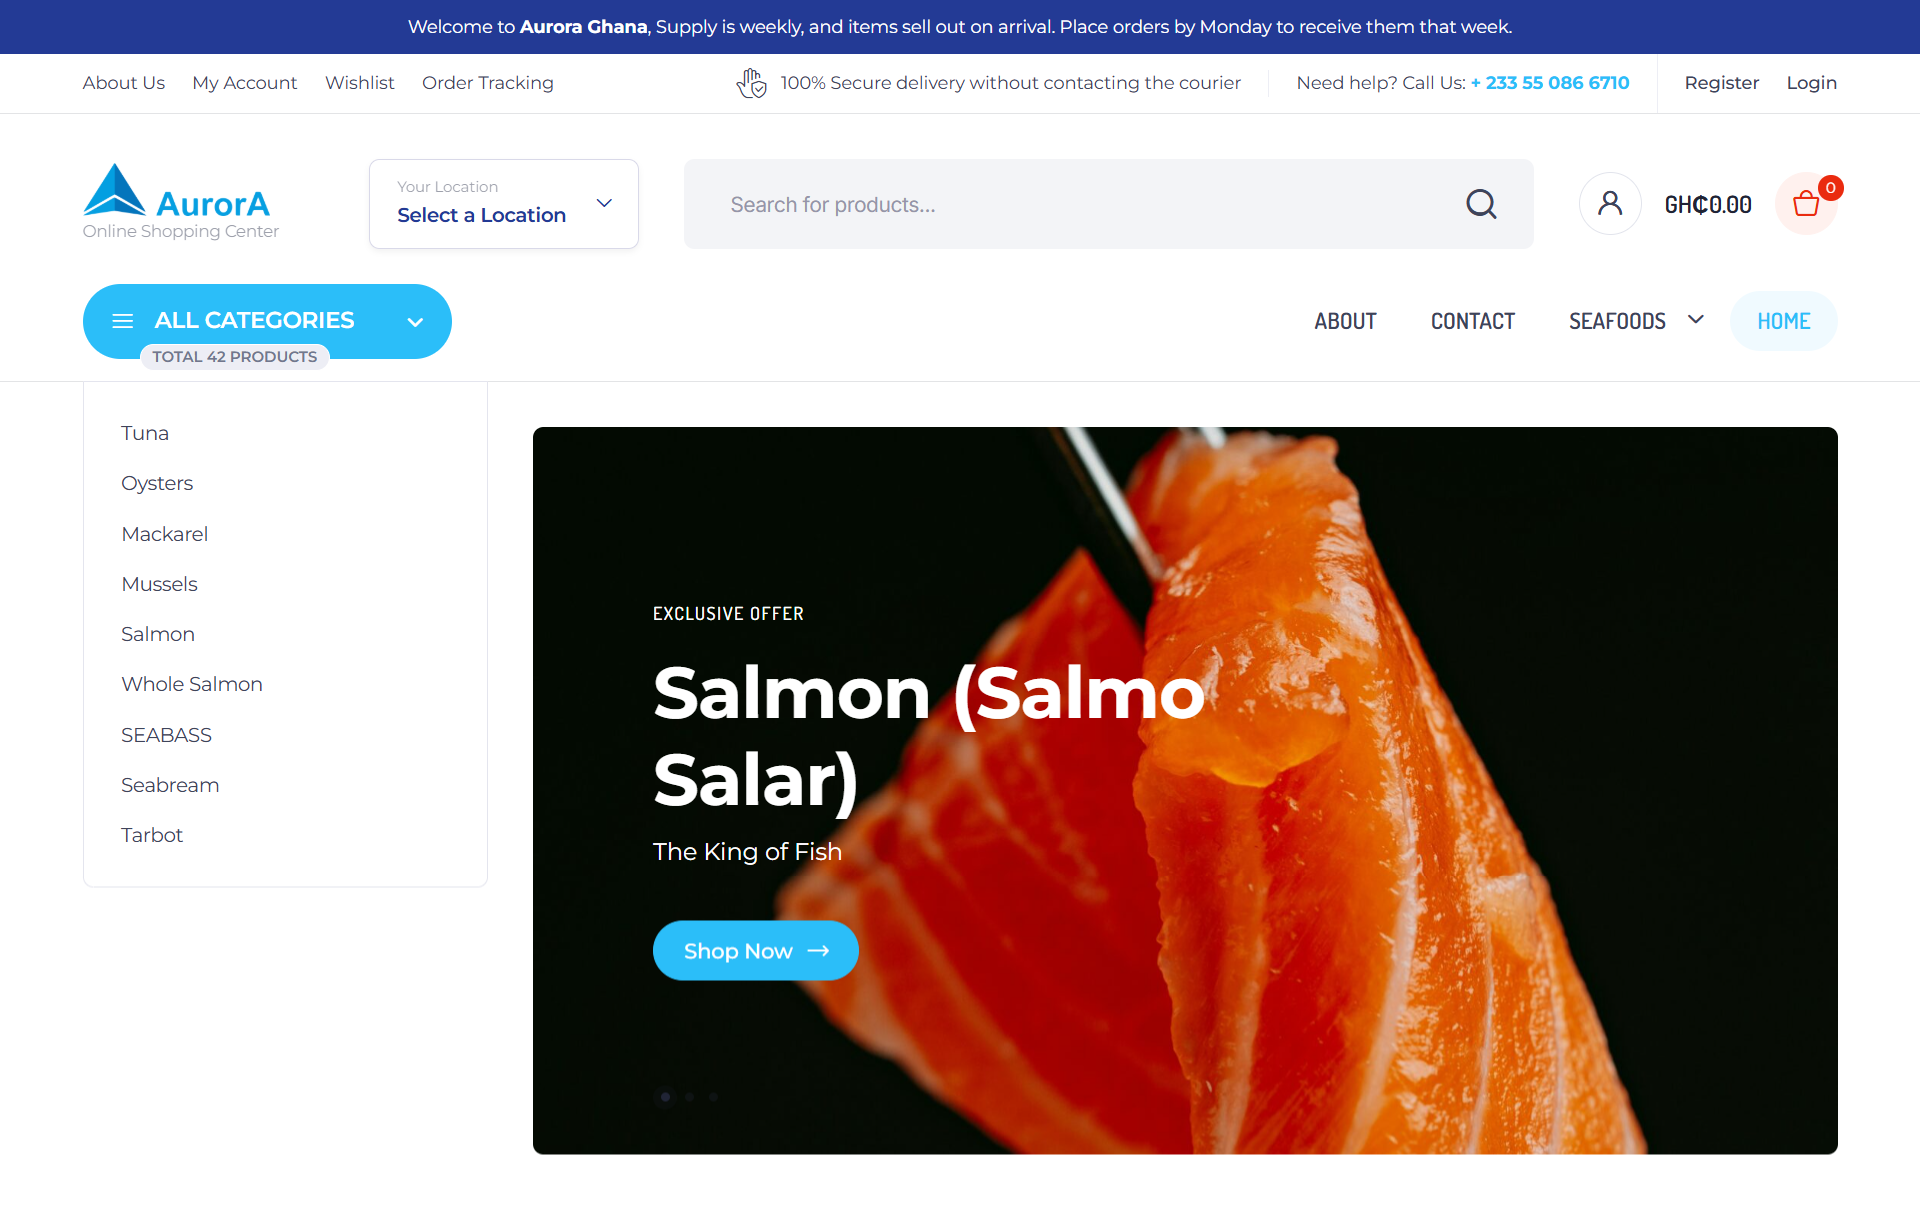 Welcome to Aurora Ghana, Supply is weekly, and items sell out on arrival. Place orders by Monday to receive them that week.
About Us My Account Wishlist Order Tracking 100% Secure delivery without contacting the courier Need help? Call Us: + 233 55 086 6710 Register Login
AurorA
Online Shopping Center
Your Location
Select a Location
Search for products...
GH₵0.00
0
ALL CATEGORIES
TOTAL 42 PRODUCTS
ABOUT CONTACT SEAFOODS HOME
Tuna
Oysters
Mackarel
Mussels
Salmon
Whole Salmon
SEABASS
Seabream
Tarbot
EXCLUSIVE OFFER
Salmon (Salmo
Salar)
The King of Fish
Shop Now